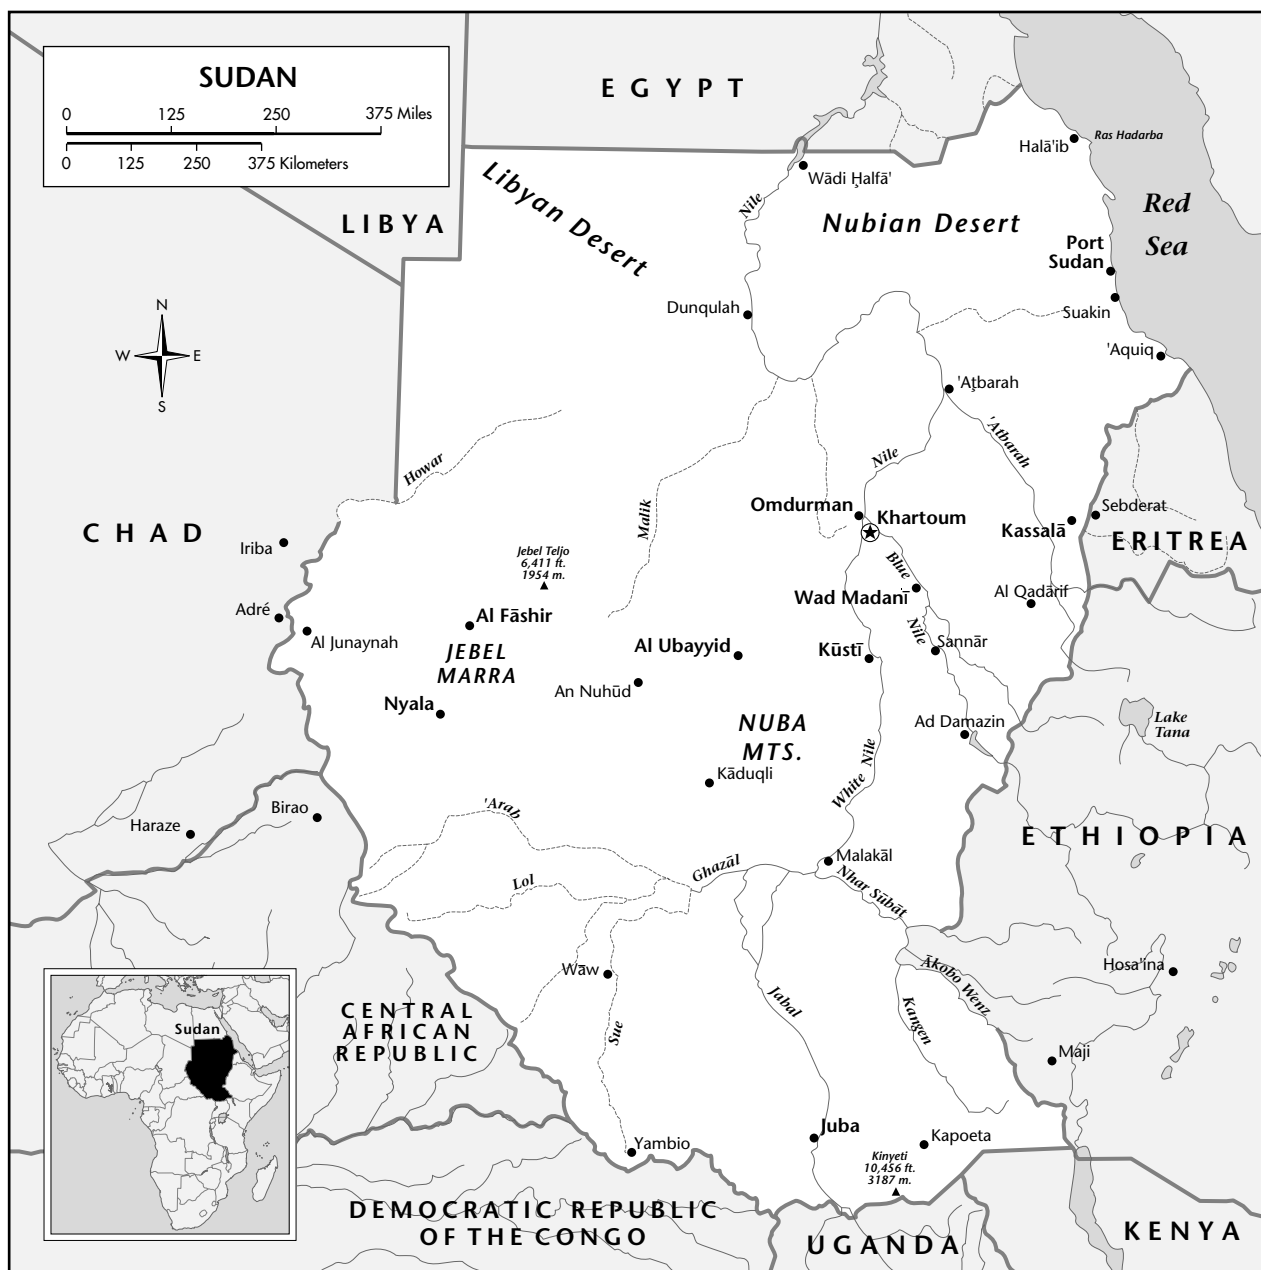 SUDAN
0 125 250 375 Miles
0 125 250 375 Kilometers
EGYPT
LIBYA
Libyan Desert
Nubian Desert
Red
Sea
Ras Hadarba
Halā'ib
Wādi Ḩalfā'
Nile
Port
Sudan
Suakin
'Aquiq
Dunqulah
N
W E
S
'Aţbarah
'Atbarah
Nile
Howar
Malik
CHAD
Iriba
Adré
Al Junaynah
Jebel Teljo
6,411 ft.
1954 m.
Omdurman
Khartoum
Kassalā
Sebderat
ERITREA
Blue
Nile
Wad Madanī
Al Qadārif
Al Fāshir
JEBEL
MARRA
Al Ubayyid
Kūstī
Sannār
An Nuhūd
Nyala
NUBA
MTS.
Ad Damazin
Lake
Tana
Kāduqli
White Nile
Haraze
Birao
'Arab
Lol
Ghazāl
Malakāl
Nhar Sūbāt
ETHIOPIA
Hosa'ina
Waw
Sue
Jabal
Ākobo Wenz
Kangen
Maji
CENTRAL
AFRICAN
REPUBLIC
Sudan
Juba
Kapoeta
Yambio
Kinyeti
10,456 ft.
3187 m.
DEMOCRATIC REPUBLIC
OF THE CONGO
UGANDA
KENYA